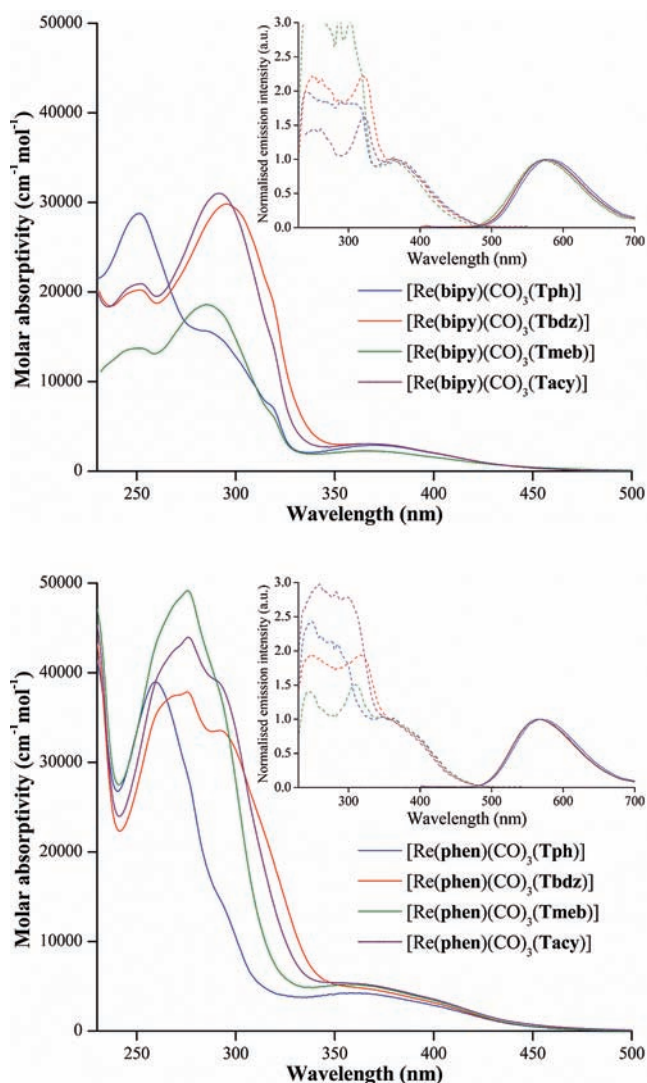 50000
40000
30000
20000
10000
0
Molar absorptivity (cm⁻¹mol⁻¹)
250 300 350 400 450 500
Wavelength (nm)
3.0
2.5
2.0
1.5
1.0
0.5
0.0
Normalised emission intensity (a.u.)
300 400 500 600 700
Wavelength (nm)
[Re(bipy)(CO)₃(Tph)]
[Re(bipy)(CO)₃(Tbdz)]
[Re(bipy)(CO)₃(Tmeb)]
[Re(bipy)(CO)₃(Tacy)]
50000
40000
30000
20000
10000
0
Molar absorptivity (cm⁻¹mol⁻¹)
250 300 350 400 450 500
Wavelength (nm)
3.0
2.5
2.0
1.5
1.0
0.5
0.0
Normalised emission intensity (a.u.)
300 400 500 600 700
Wavelength (nm)
[Re(phen)(CO)₃(Tph)]
[Re(phen)(CO)₃(Tbdz)]
[Re(phen)(CO)₃(Tmeb)]
[Re(phen)(CO)₃(Tacy)]